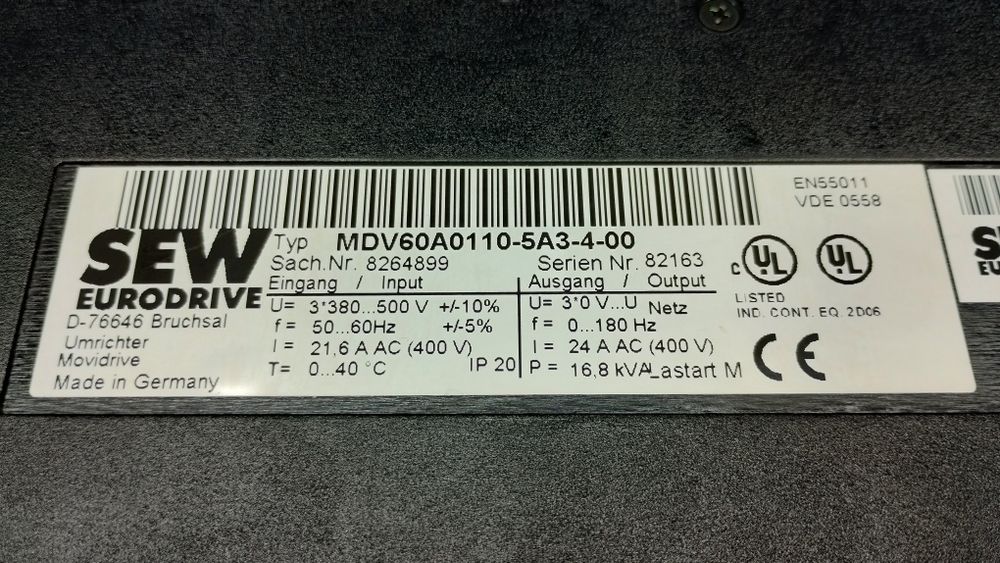 EN55011
VDE 0558
SEW
EURODRIVE
D-76646 Bruchsal
Umrichter
Movidrive
Made in Germany
Typ MDV60A0110-5A3-4-00
Sach.Nr. 8264899 Serien Nr. 82163
Eingang / Input Ausgang / Output
U= 3*380...500 V +/-10% U= 3*0 V...U Netz
f = 50...60Hz +/-5% f = 0...180 Hz
I = 21,6 A AC (400 V) I = 24 A AC (400 V)
T= 0...40 °C IP 20 P = 16,8 kVA Lastart M
c UL UL
LISTED
IND. CONT. EQ. 2D06
CE